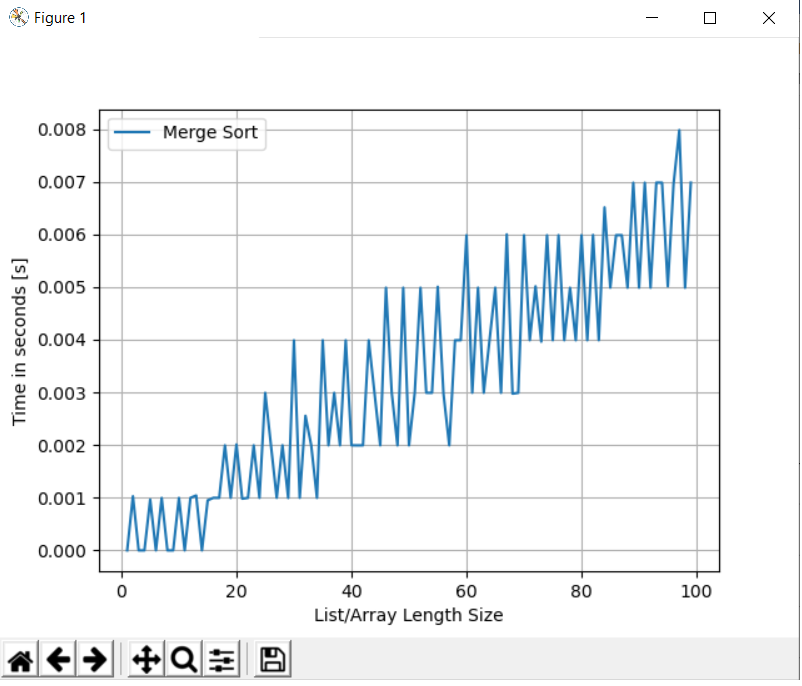 Figure 1
Merge Sort
0.008
0.007
0.006
0.005
0.004
0.003
0.002
0.001
0.000
Time in seconds [s]
0 20 40 60 80 100
List/Array Length Size